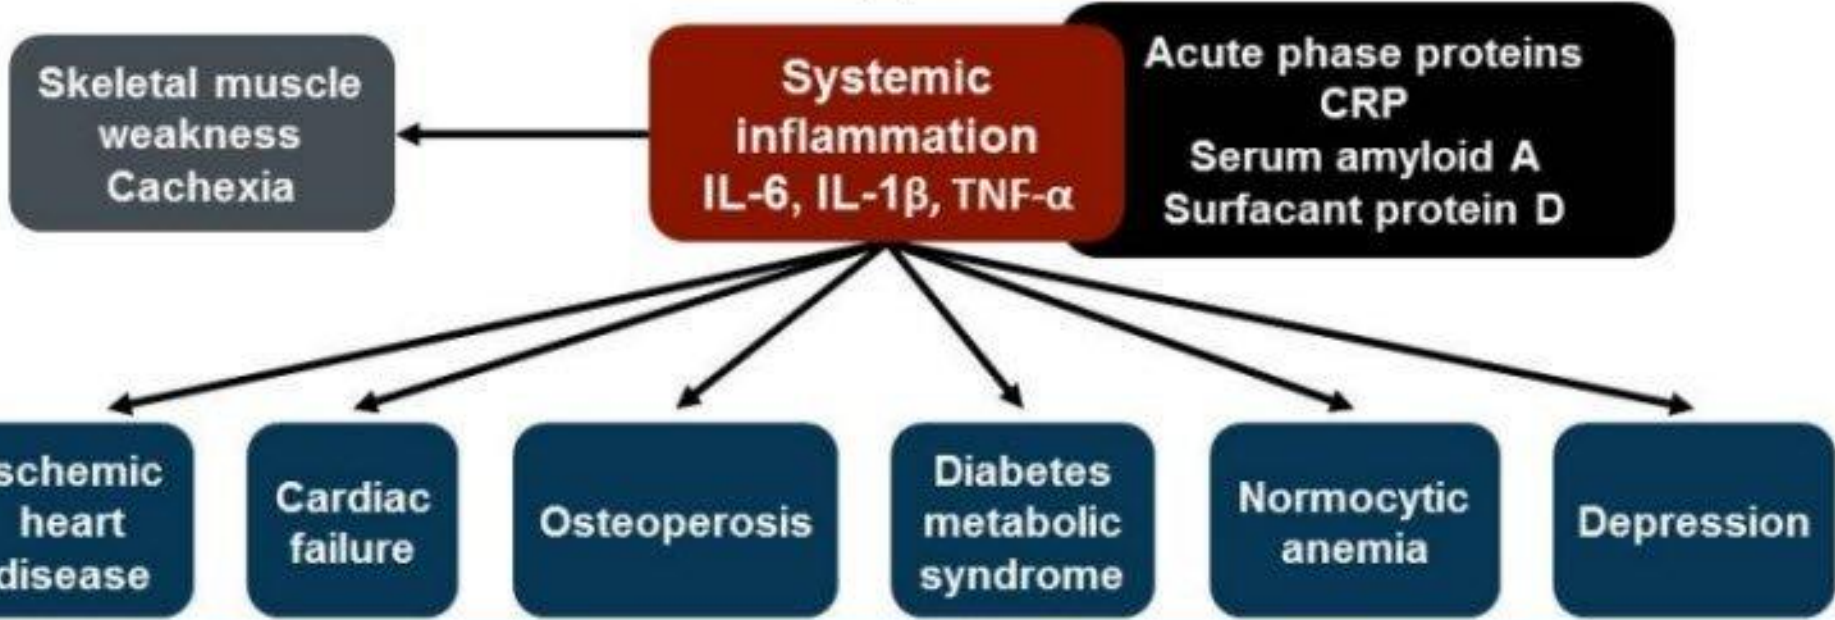 Skeletal muscle
weakness
Cachexia
Systemic
inflammation
IL-6, IL-1β, TNF-α
Acute phase proteins
CRP
Serum amyloid A
Surfacant protein D
schemic
heart
disease
Cardiac
failure
Osteoperosis
Diabetes
metabolic
syndrome
Normocytic
anemia
Depression